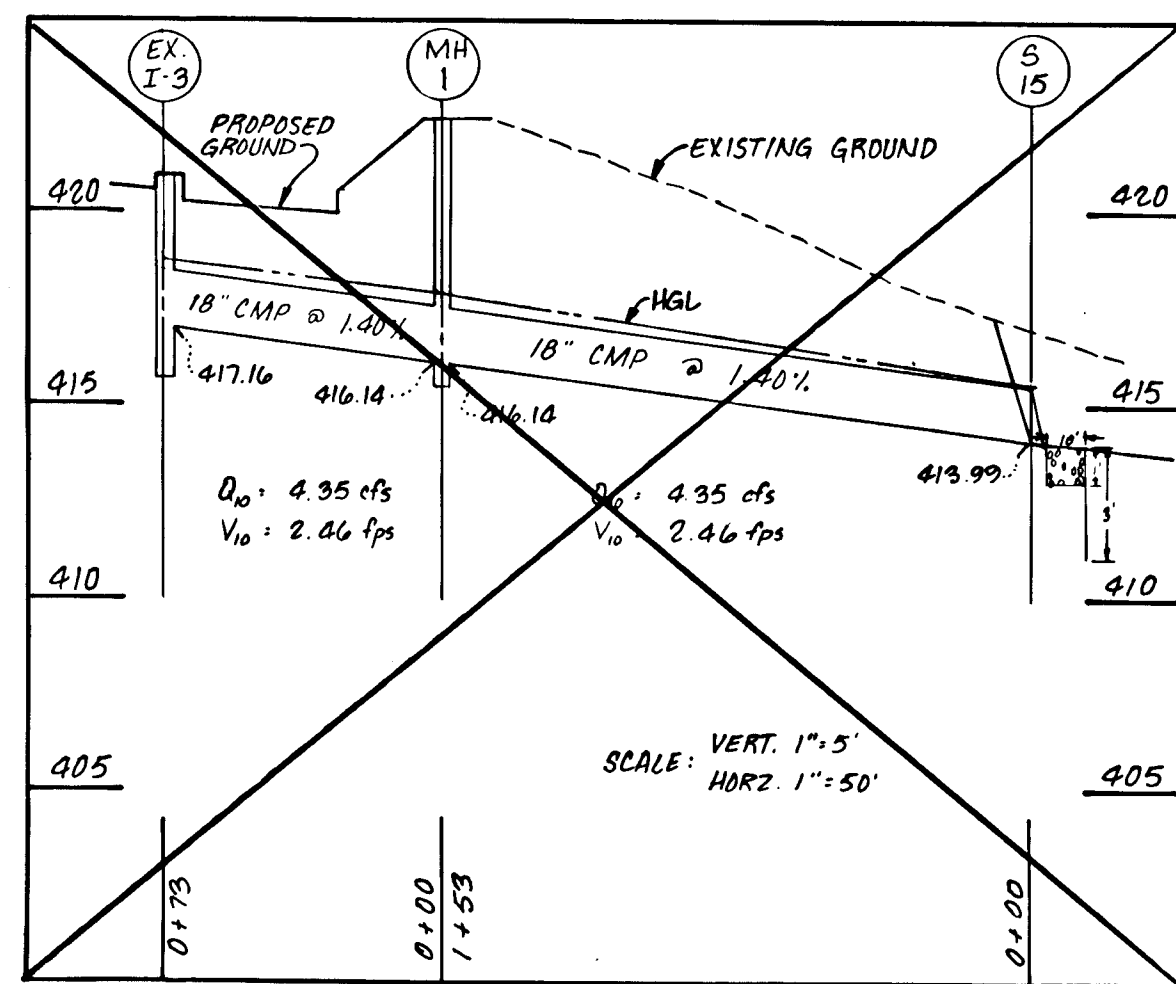 EX.
I-3
MH
1
S
15
PROPOSED
GROUND
EXISTING GROUND
420
420
HGL
18" CMP @ 1.40%
18" CMP @ 1.40%
417.16
415
416.14
416.14
415
10'
413.99
Q10 : 4.35 cfs
V10 : 2.46 fps
Q10 : 4.35 cfs
V10 : 2.46 fps
3'
410
410
SCALE: VERT. 1"=5'
HORZ. 1"=50'
405
405
0+73
0+00
1+53
0+00